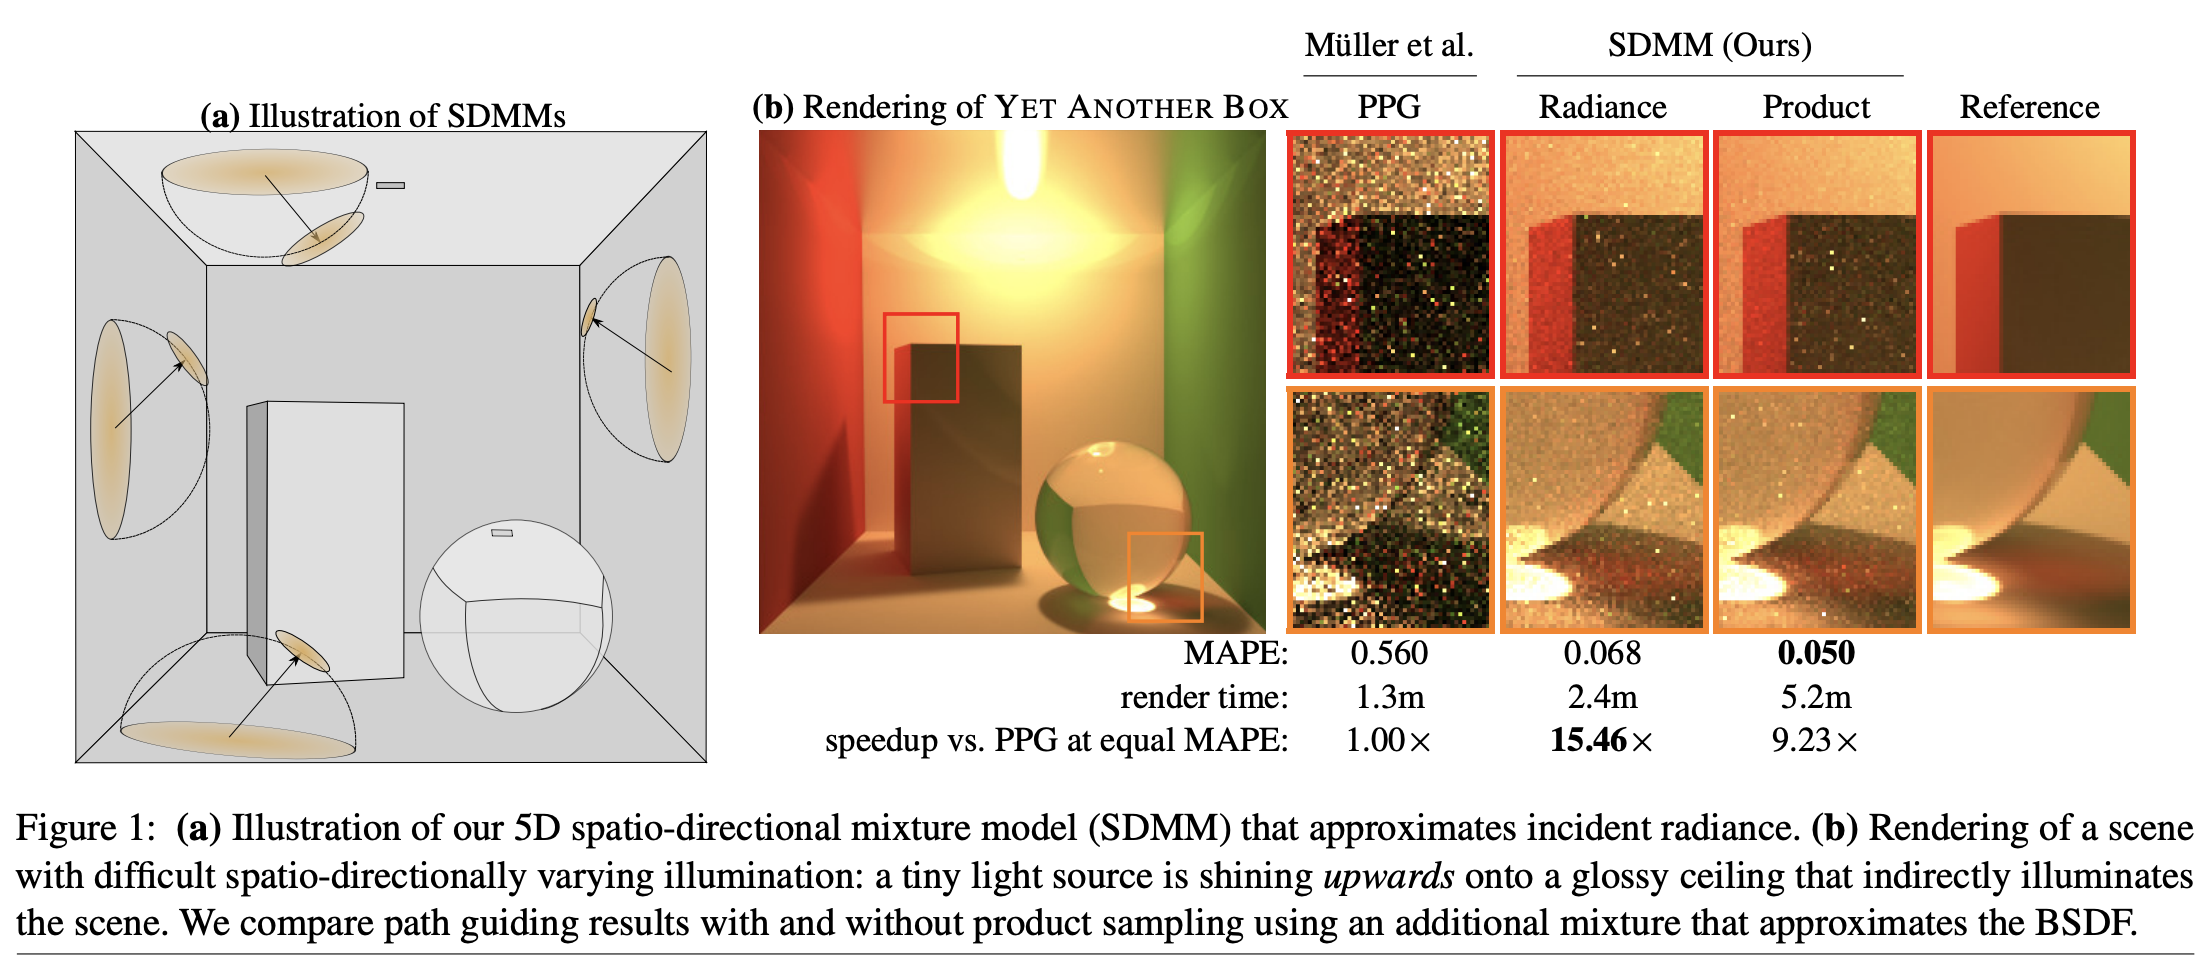 Müller et al. SDMM (Ours)
(a) Illustration of SDMMs
(b) Rendering of YET ANOTHER BOX PPG Radiance Product Reference
MAPE: 0.560 0.068 0.050
render time: 1.3m 2.4m 5.2m
speedup vs. PPG at equal MAPE: 1.00× 15.46× 9.23×
Figure 1: (a) Illustration of our 5D spatio-directional mixture model (SDMM) that approximates incident radiance. (b) Rendering of a scene
with difficult spatio-directionally varying illumination: a tiny light source is shining upwards onto a glossy ceiling that indirectly illuminates
the scene. We compare path guiding results with and without product sampling using an additional mixture that approximates the BSDF.